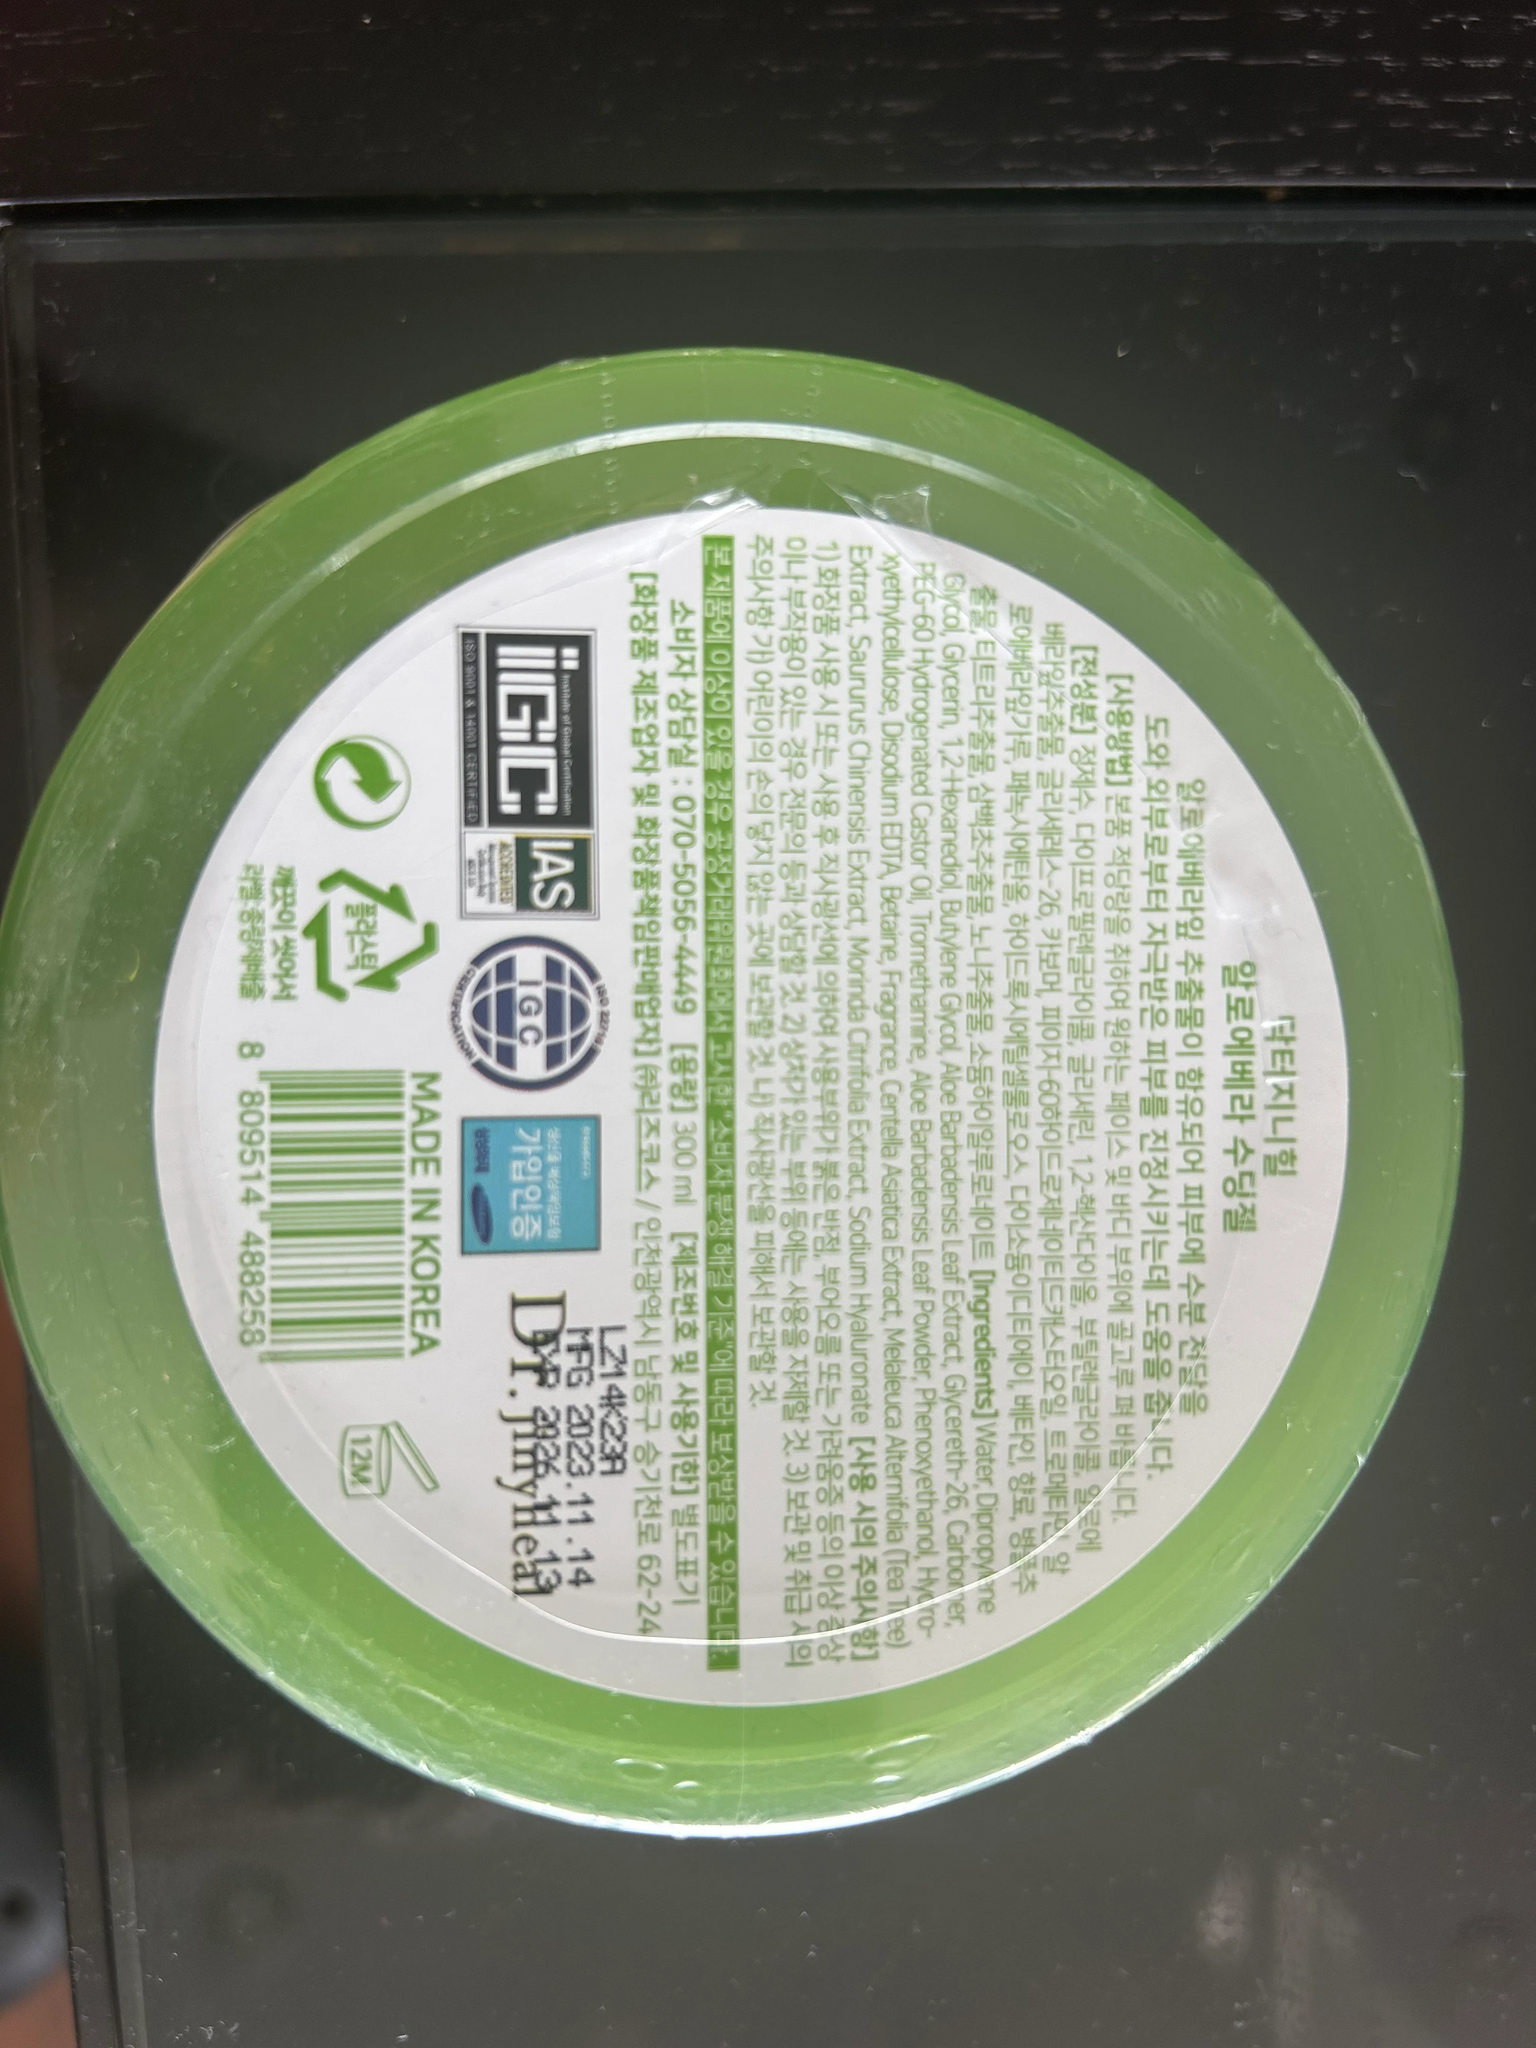 닥터지니힐
알로에베라 수딩젤
알로에베라잎 추출물이 함유되어 피부에 수분 전달을
도와 외부로부터 자극받은 피부를 진정시키는데 도움을 줍니다.
[사용방법] 본품 적당량을 취하여 원하는 페이스 및 바디 부위에 골고루 펴 바릅니다.
[전성분] 정제수, 다이프로필렌글라이콜, 글리세린, 1,2-헥산다이올, 부틸렌글라이콜, 알로에
베라잎추출물, 글리세레스-26, 카보머, 피이지-60하이드로제네이티드캐스터오일, 트로메타민, 알
로에베라잎가루, 페녹시에탄올, 하이드록시에틸셀룰로오스, 다이소듐이디티에이, 베타인, 향료, 병풀추
출물, 티트리추출물, 삼백초추출물, 노니추출물, 소듐하이알루로네이트 [Ingredients] Water, Dipropylene
Glycol, Glycerin, 1,2-Hexanediol, Butylene Glycol, Aloe Barbadensis Leaf Extract, Glycereth-26, Carbomer,
PEG-60 Hydrogenated Castor Oil, Tromethamine, Aloe Barbadensis Leaf Powder, Phenoxyethanol, Hydro-
xyethylcellulose, Disodium EDTA, Betaine, Fragrance, Centella Asiatica Extract, Melaleuca Alternifolia (Tea Tree)
Extract, Saururus Chinensis Extract, Morinda Citrifolia Extract, Sodium Hyaluronate [사용 시의 주의사항]
1) 화장품 사용 시 또는 사용 후 직사광선에 의하여 사용부위가 붉은 반점, 부어오름 또는 가려움증 등의 이상 증상
이나 부작용이 있는 경우 전문의 등과 상담할 것. 2) 상처가 있는 부위 등에는 사용을 자제할 것. 3) 보관 및 취급 시의
주의사항 가) 어린이의 손의 닿지 않는 곳에 보관할 것. 나) 직사광선을 피해서 보관할 것.
본 제품에 이상이 있을 경우 공정거래위원회에서 고시한 "소비자 분쟁 해결 기준"에 따라 보상받을 수 있습니다.
소비자 상담실 : 070-5056-4449 [용량] 300 ml [제조번호 및 사용기한] 별도표기
[화장품 제조업자 및 화장품책임판매업자] ㈜리즈코스 / 인천광역시 남동구 승기천로 62-24
IGC
Institute of Global Certification
ISO 9001 & 14001 CERTIFIED
IAS
ACCREDITED
IGC
CERTIFICATION
가입인증
Dr. jinyheal
LZ14K23A
MFG 2023.11.14
EXP 2026.11.13
MADE IN KOREA
플라스틱
깨끗이 씻어서
라벨 종량제배출
8 809514 488258
12M